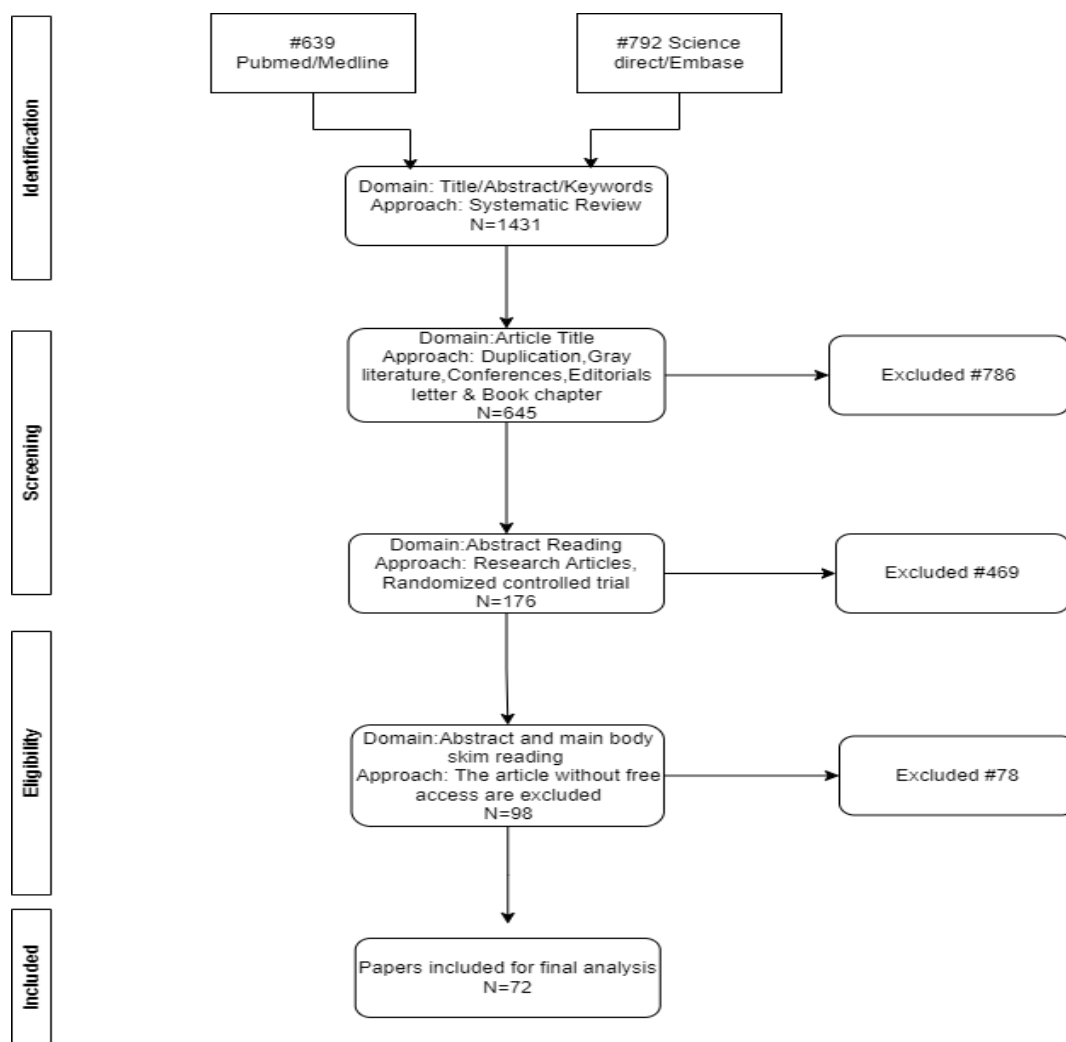 Identification
#639
Pubmed/Medline
#792 Science
direct/Embase
Domain: Title/Abstract/Keywords
Approach: Systematic Review
N=1431
Screening
Domain:Article Title
Approach: Duplication,Gray
literature,Conferences,Editorials
letter & Book chapter
N=645
Excluded #786
Domain:Abstract Reading
Approach: Research Articles,
Randomized controlled trial
N=176
Excluded #469
Eligibility
Domain:Abstract and main body
skim reading
Approach: The article without free
access are excluded
N=98
Excluded #78
Included
Papers included for final analysis
N=72